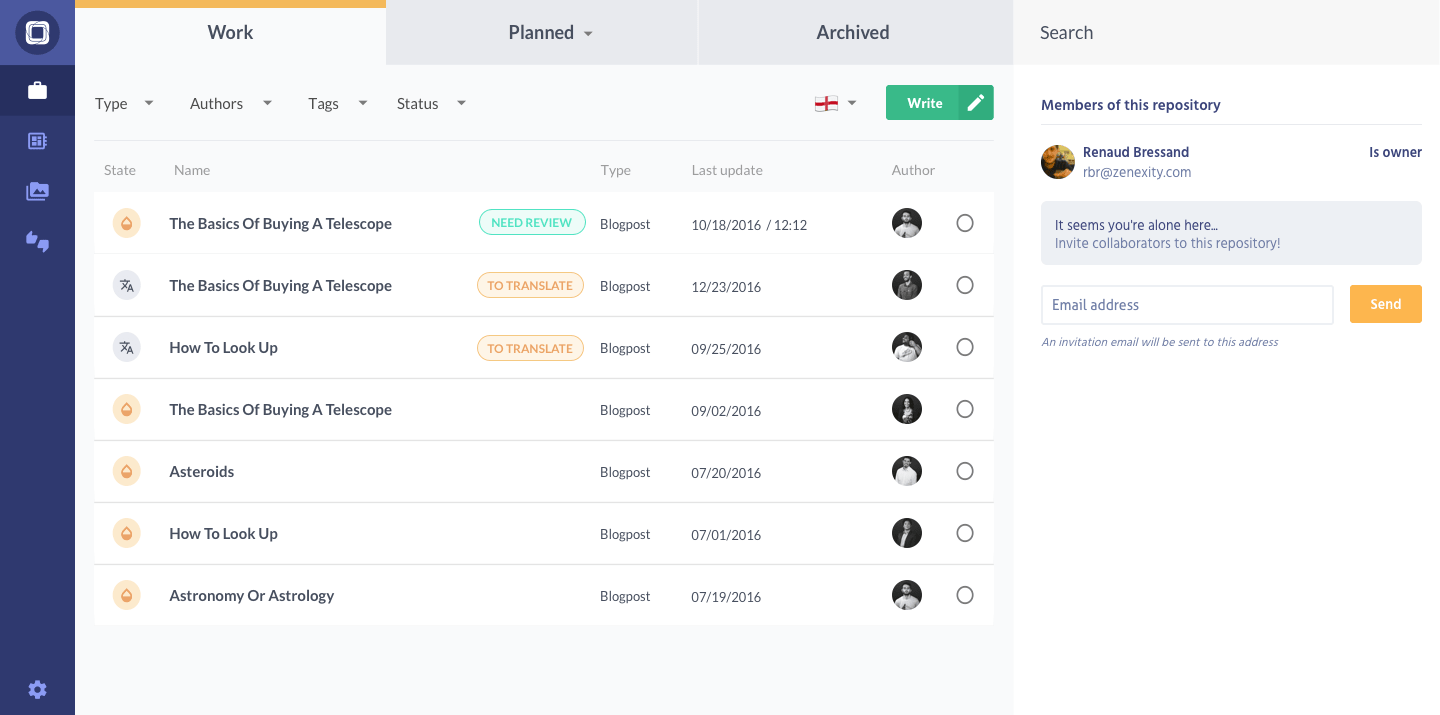 Work
Planned
Archived
Search
Type
Authors
Tags
Status
Write
State
Name
Type
Last update
Author
The Basics Of Buying A Telescope
NEED REVIEW
Blogpost
10/18/2016 / 12:12
The Basics Of Buying A Telescope
TO TRANSLATE
Blogpost
12/23/2016
How To Look Up
TO TRANSLATE
Blogpost
09/25/2016
The Basics Of Buying A Telescope
Blogpost
09/02/2016
Asteroids
Blogpost
07/20/2016
How To Look Up
Blogpost
07/01/2016
Astronomy Or Astrology
Blogpost
07/19/2016
Members of this repository
Renaud Bressand
Is owner
rbr@zenexity.com
It seems you're alone here...
Invite collaborators to this repository!
Email address
Send
An invitation email will be sent to this address